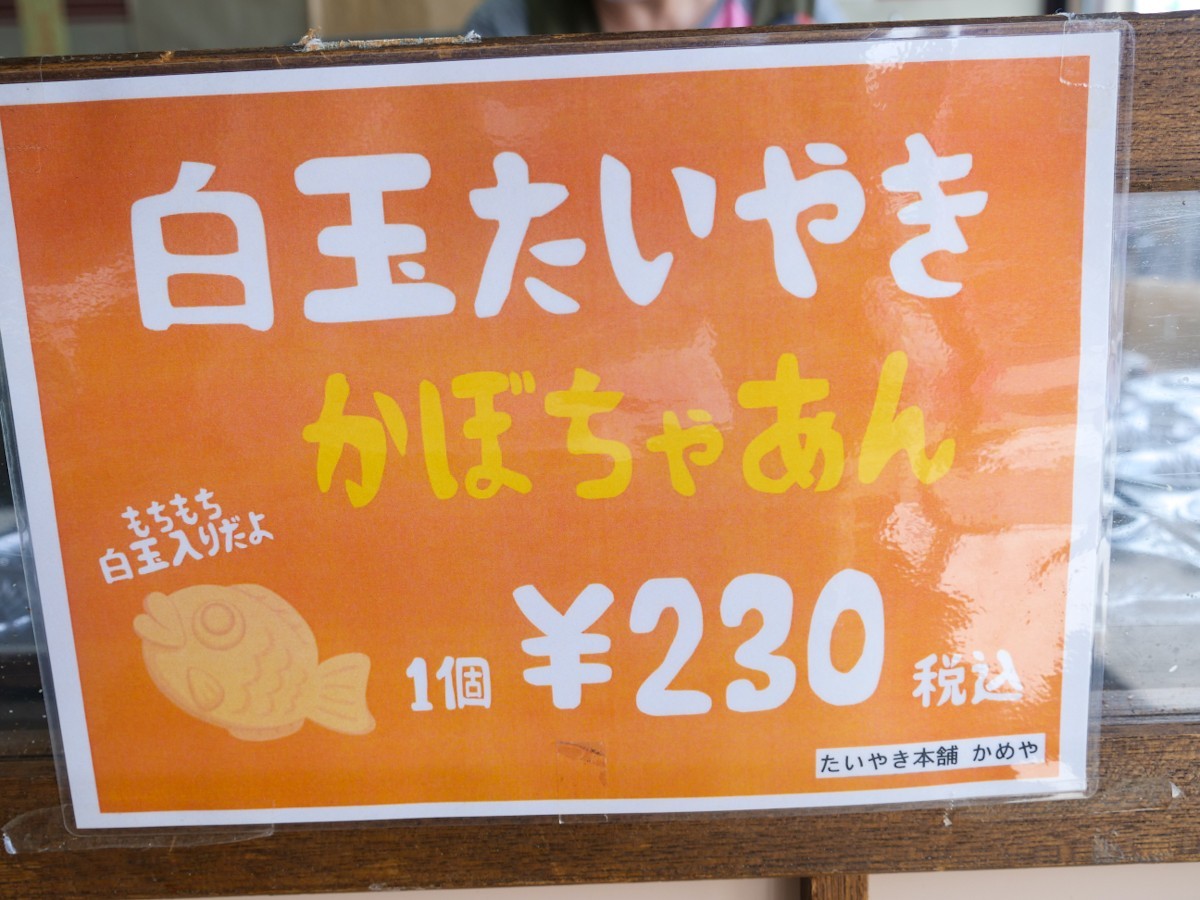 白玉たいやき
かぼちゃあん
もちもち
白玉入りだよ
1個 ¥230 税込
たいやき本舗 かめや